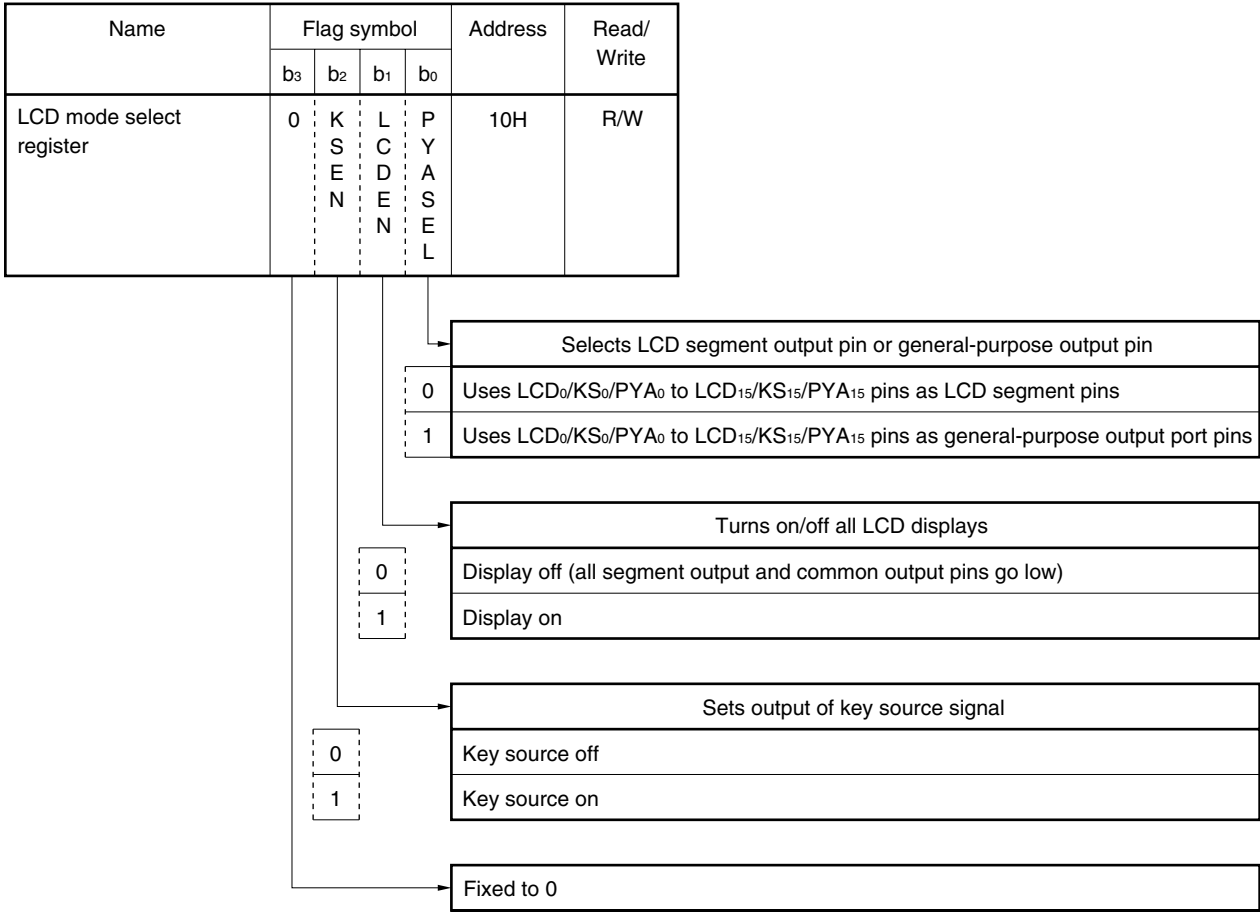 Name Flag symbol Address Read/
Write
b3 b2 b1 b0
LCD mode select
register
0 KSEN LCDEN PYASEL 10H R/W
Selects LCD segment output pin or general-purpose output pin
0 Uses LCD0/KS0/PYA0 to LCD15/KS15/PYA15 pins as LCD segment pins
1 Uses LCD0/KS0/PYA0 to LCD15/KS15/PYA15 pins as general-purpose output port pins
Turns on/off all LCD displays
0 Display off (all segment output and common output pins go low)
1 Display on
Sets output of key source signal
0 Key source off
1 Key source on
Fixed to 0